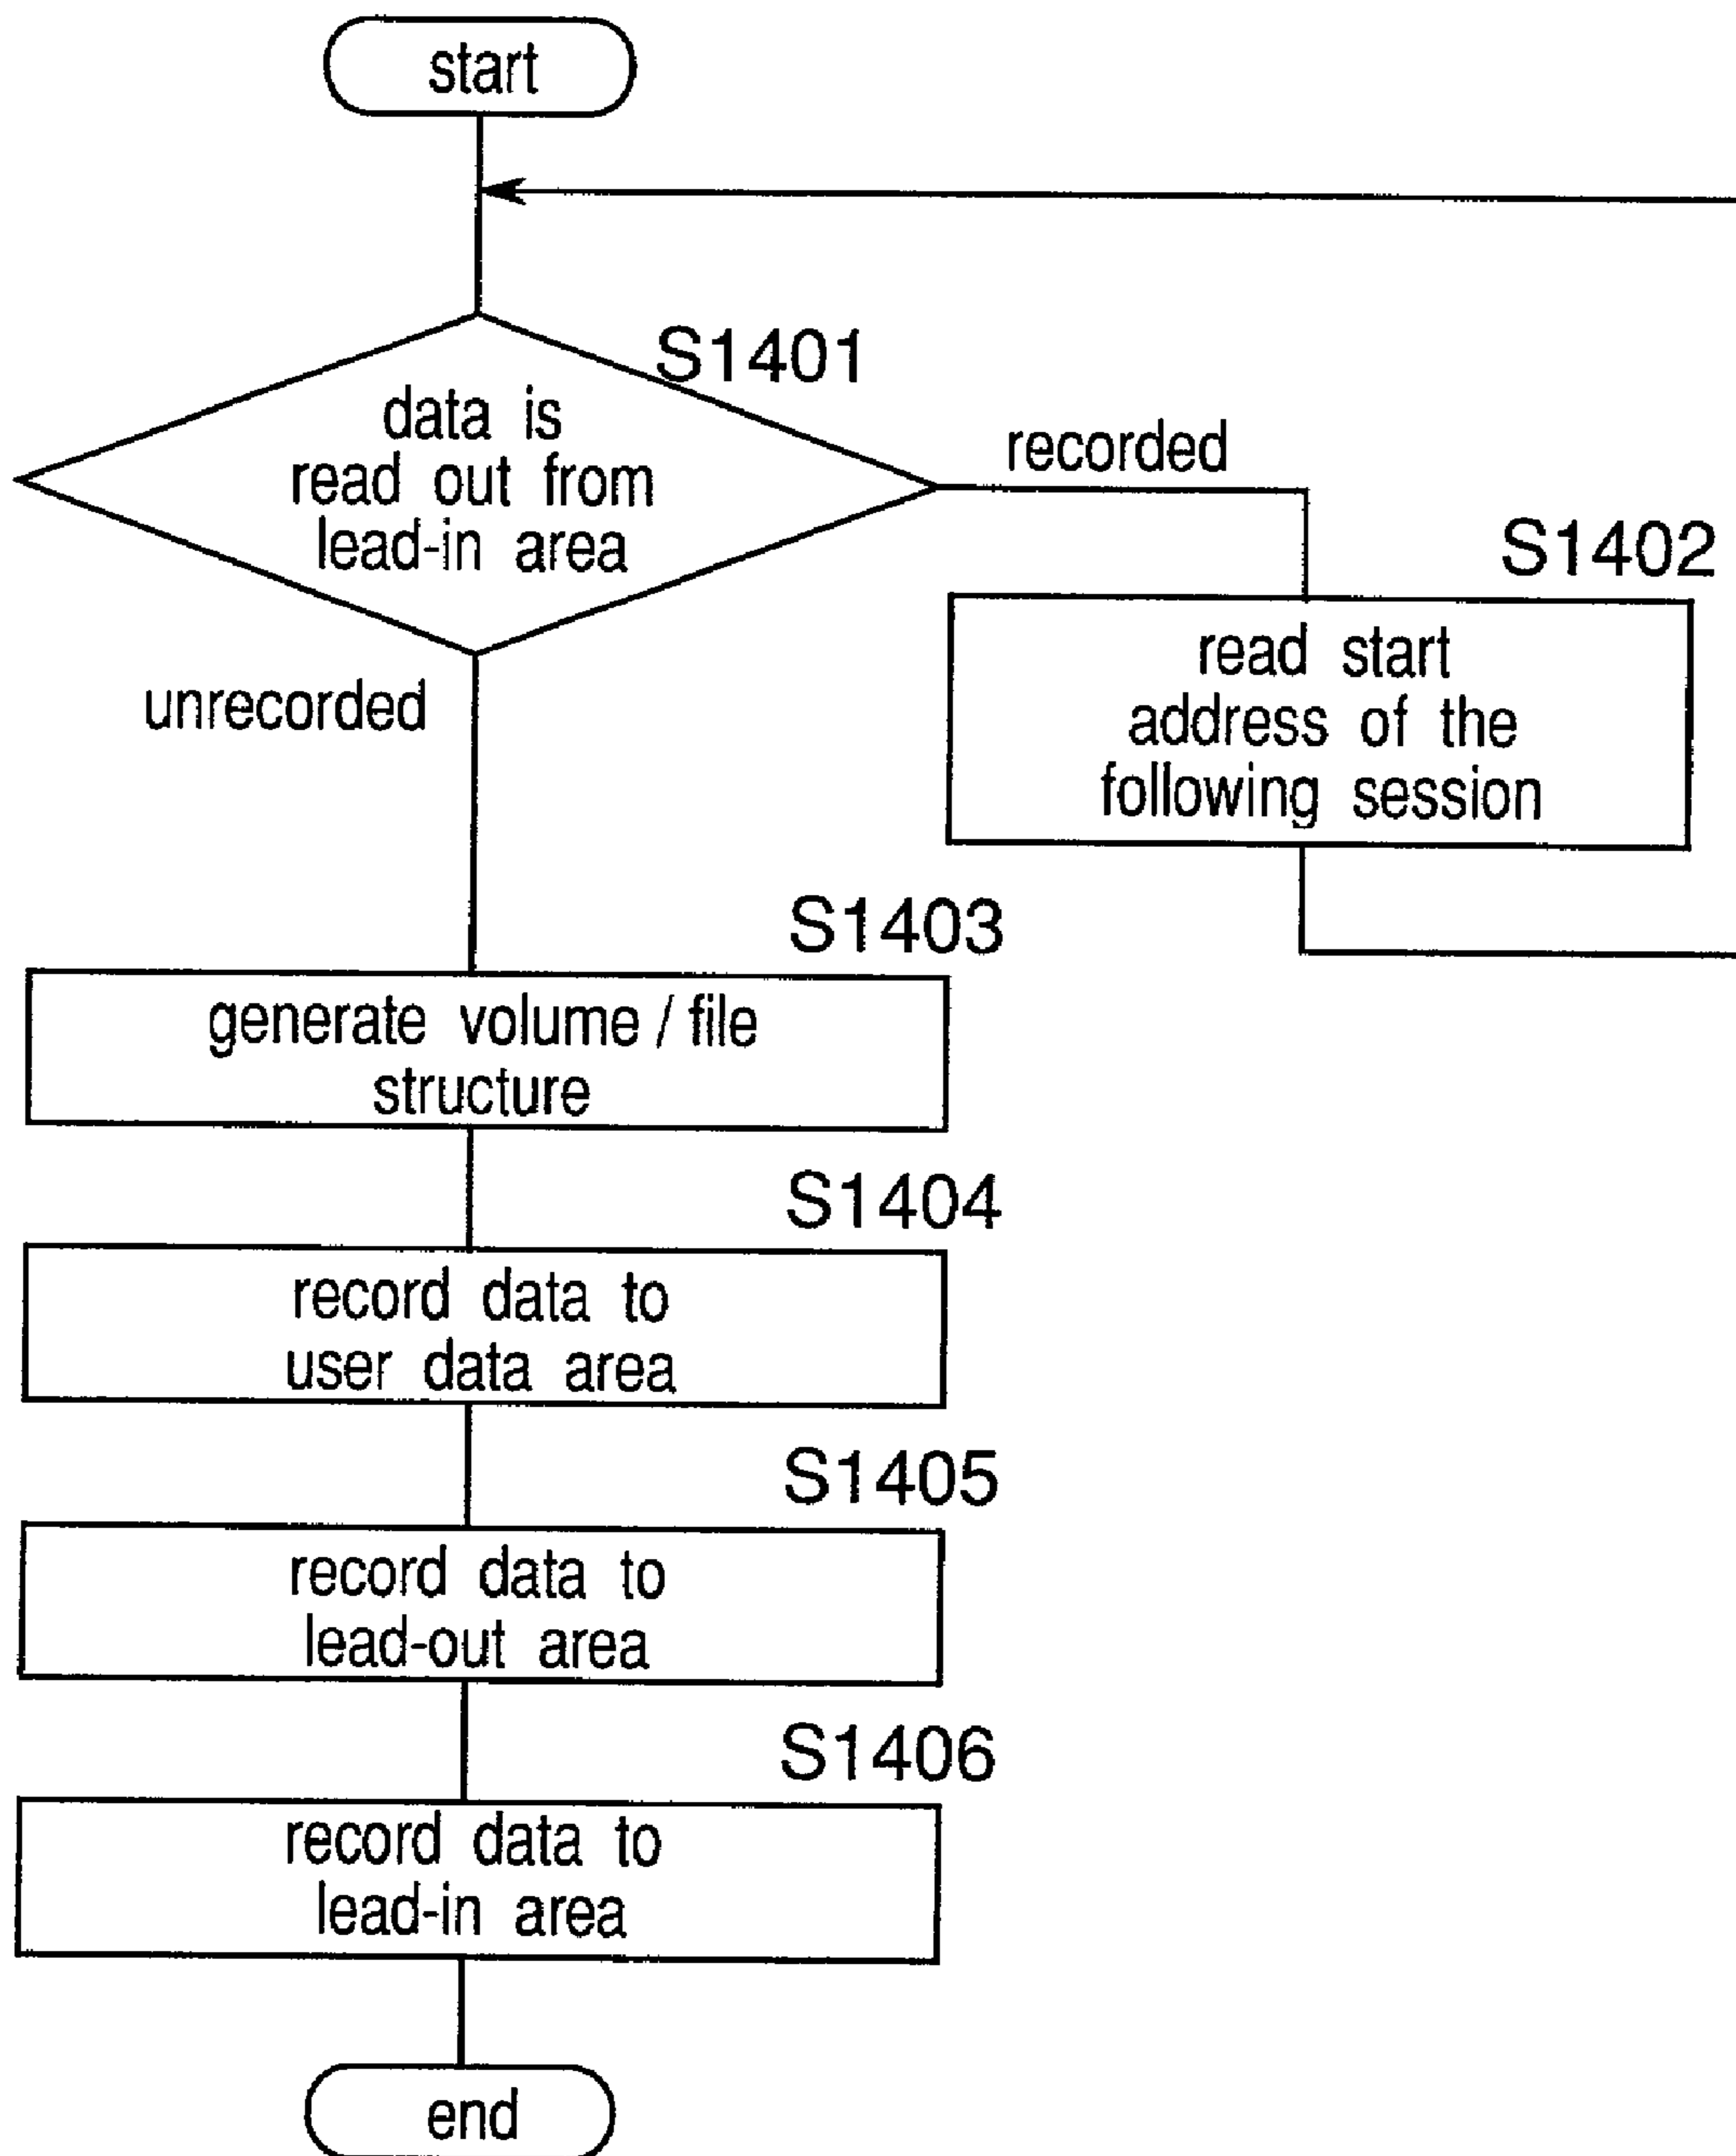 start
S1401
data is
read out from
lead-in area
recorded
S1402
read start
address of the
following session
unrecorded
S1403
generate volume / file
structure
S1404
record data to
user data area
S1405
record data to
lead-out area
S1406
record data to
lead-in area
end